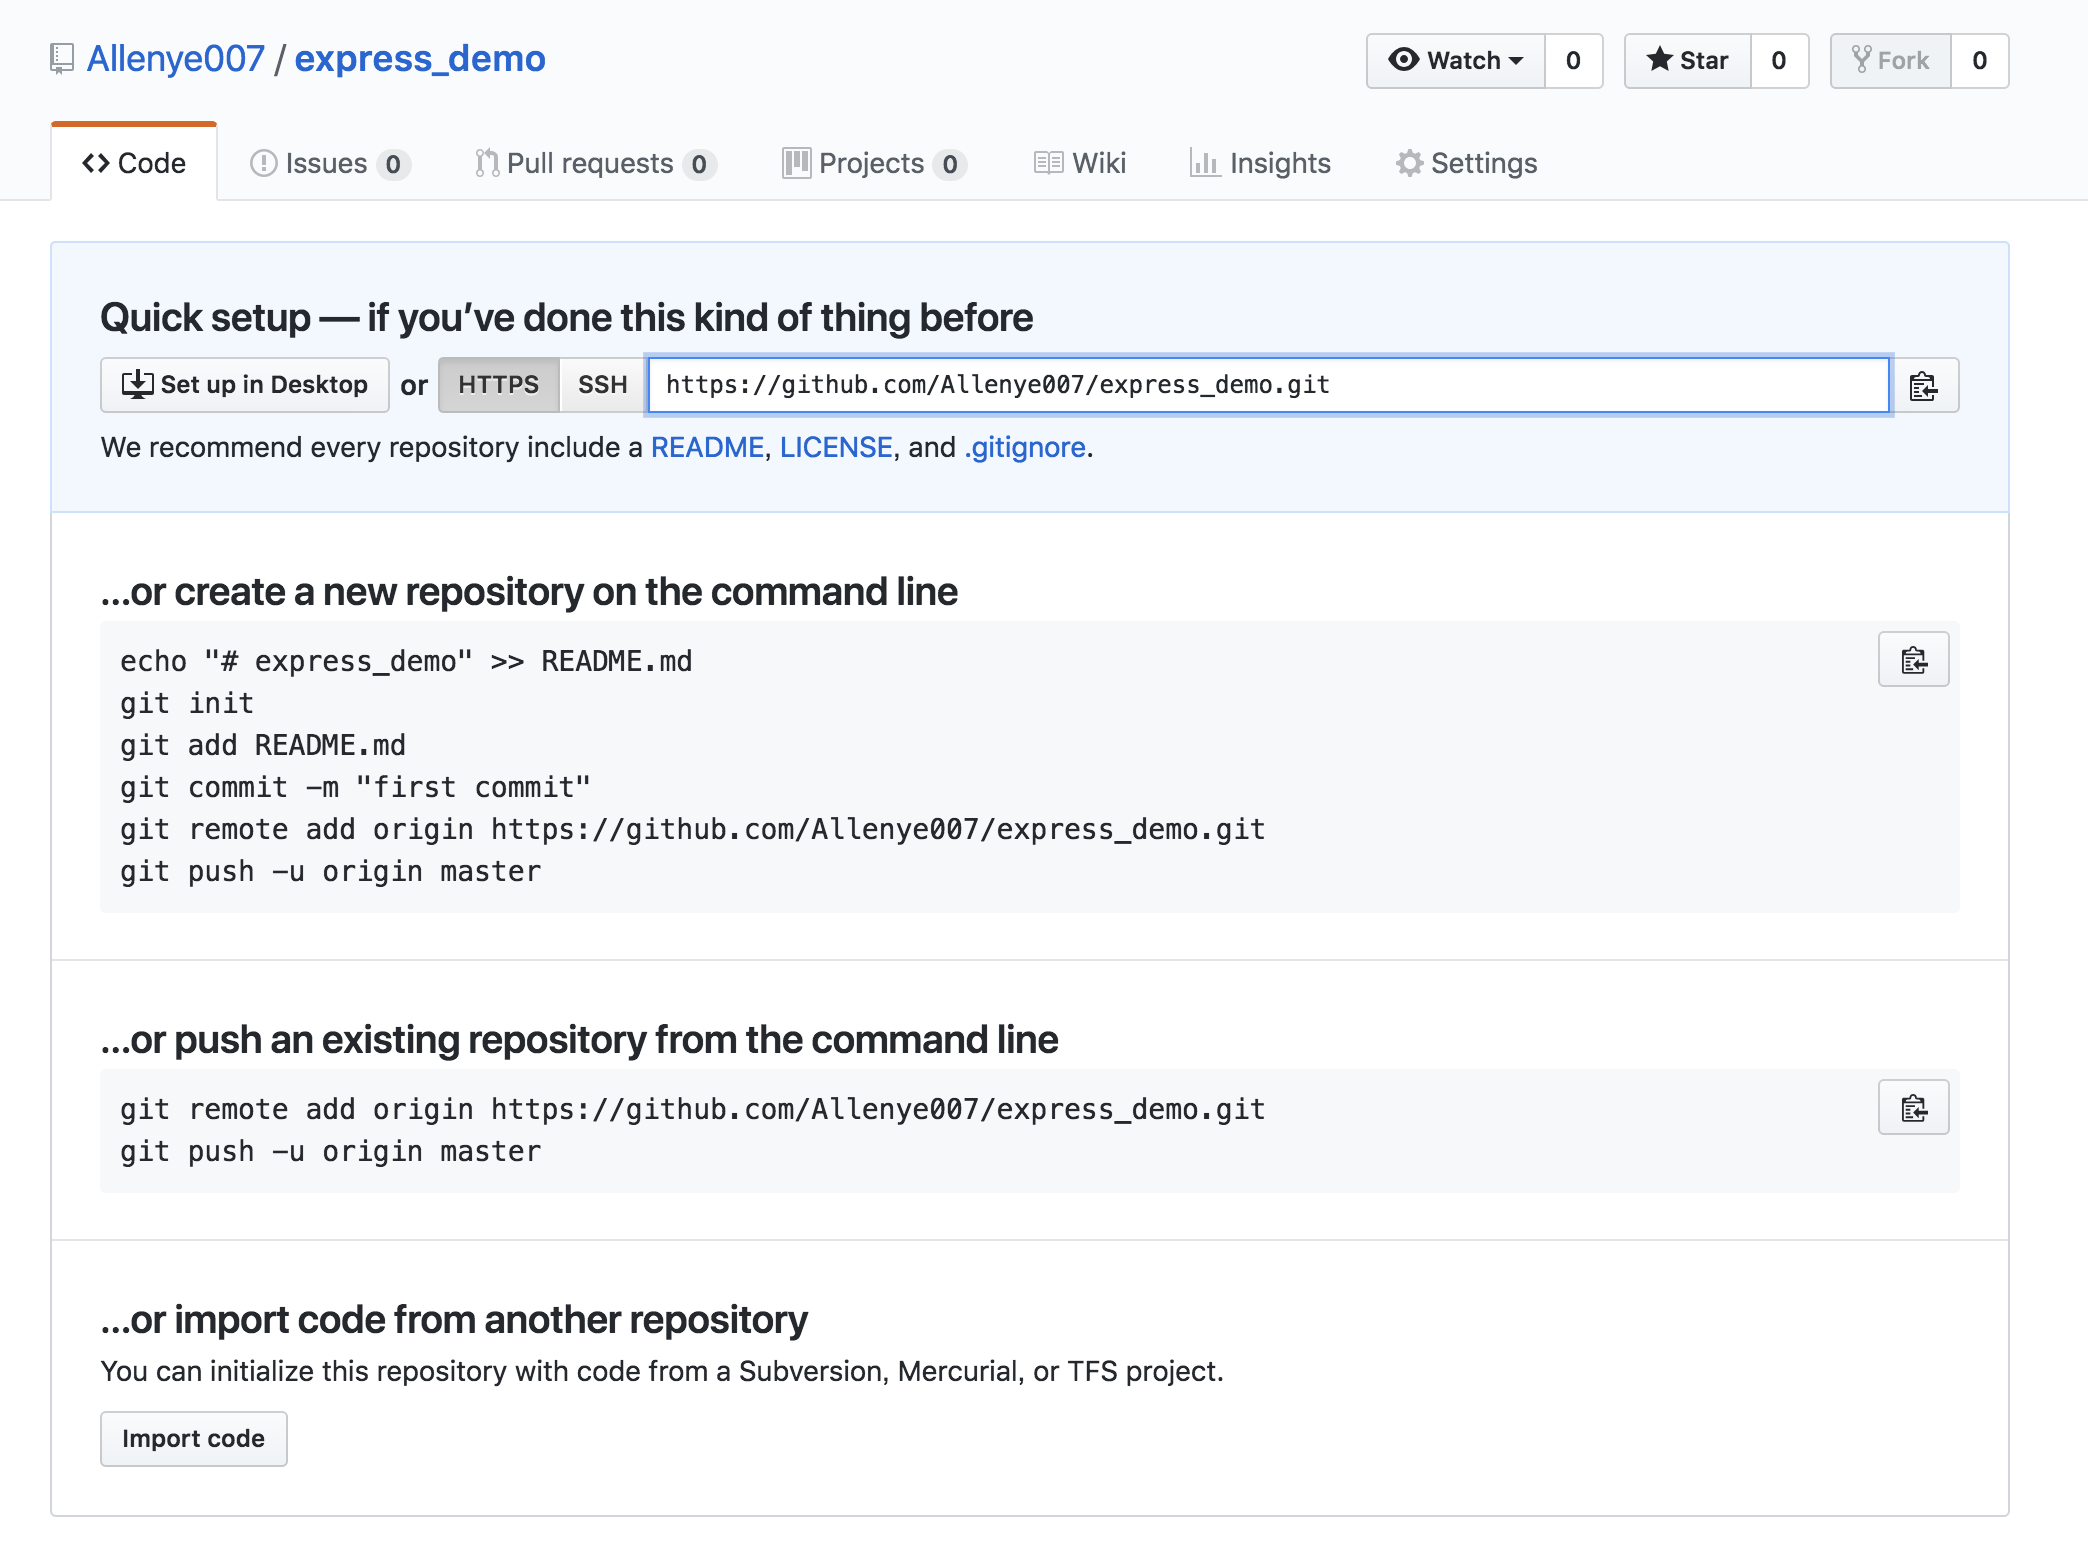 Allenye007 / express_demo
Watch 0 Star 0 Fork 0
Code Issues 0 Pull requests 0 Projects 0 Wiki Insights Settings
Quick setup — if you’ve done this kind of thing before
Set up in Desktop or HTTPS SSH https://github.com/Allenye007/express_demo.git
We recommend every repository include a README, LICENSE, and .gitignore.
…or create a new repository on the command line
echo "# express_demo" >> README.md
git init
git add README.md
git commit -m "first commit"
git remote add origin https://github.com/Allenye007/express_demo.git
git push -u origin master
…or push an existing repository from the command line
git remote add origin https://github.com/Allenye007/express_demo.git
git push -u origin master
…or import code from another repository
You can initialize this repository with code from a Subversion, Mercurial, or TFS project.
Import code